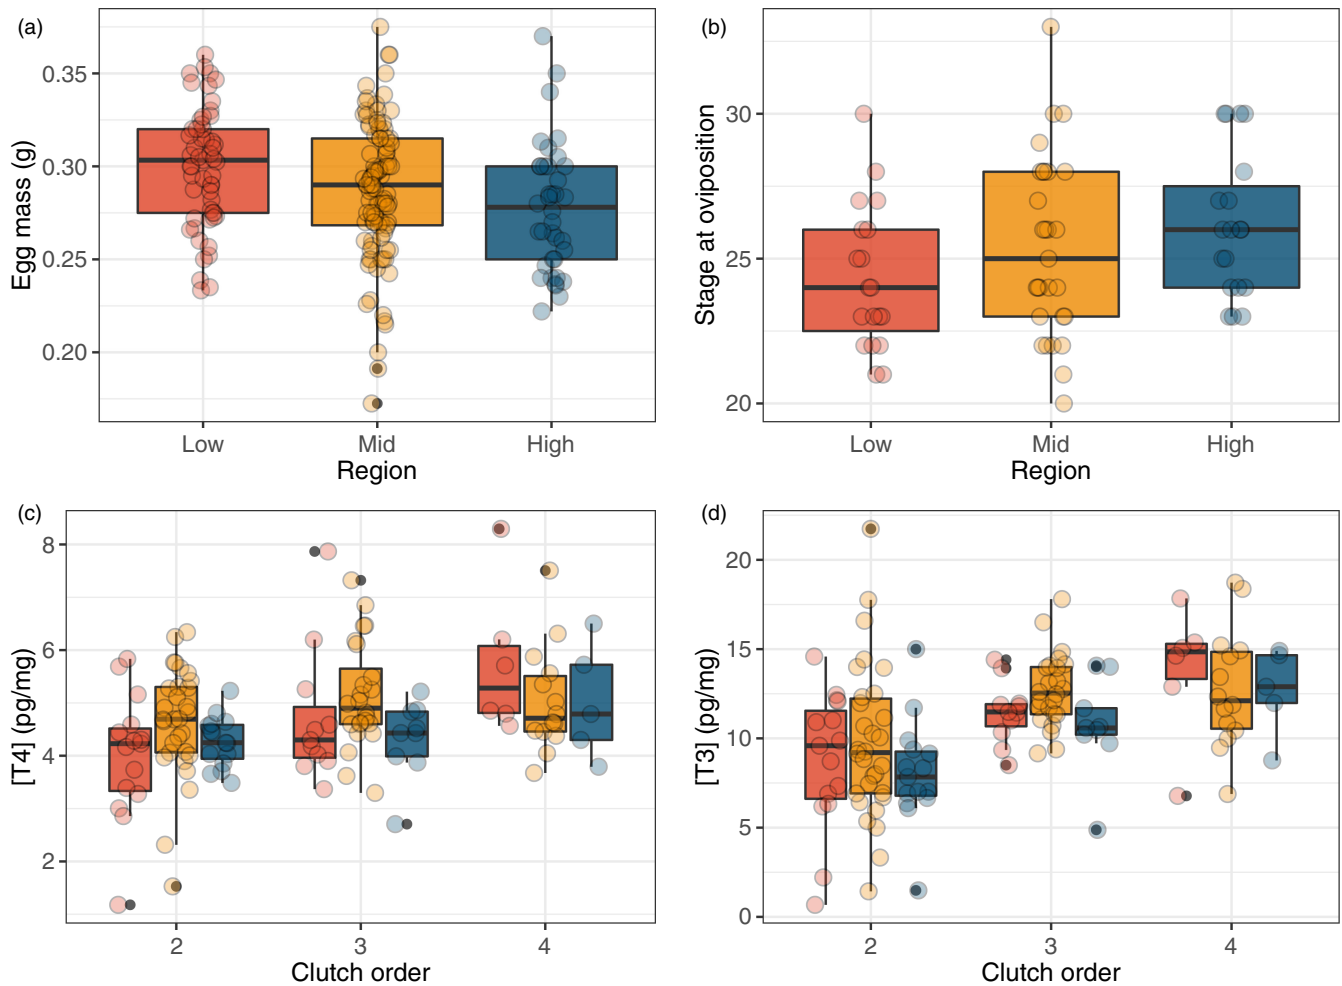 (a)
Egg mass (g)
0.35
0.30
0.25
0.20
Low Mid High
Region
(b)
Stage at oviposition
30
25
20
Low Mid High
Region
(c)
[T4] (pg/mg)
8
6
4
2
2 3 4
Clutch order
(d)
[T3] (pg/mg)
20
15
10
5
0
2 3 4
Clutch order